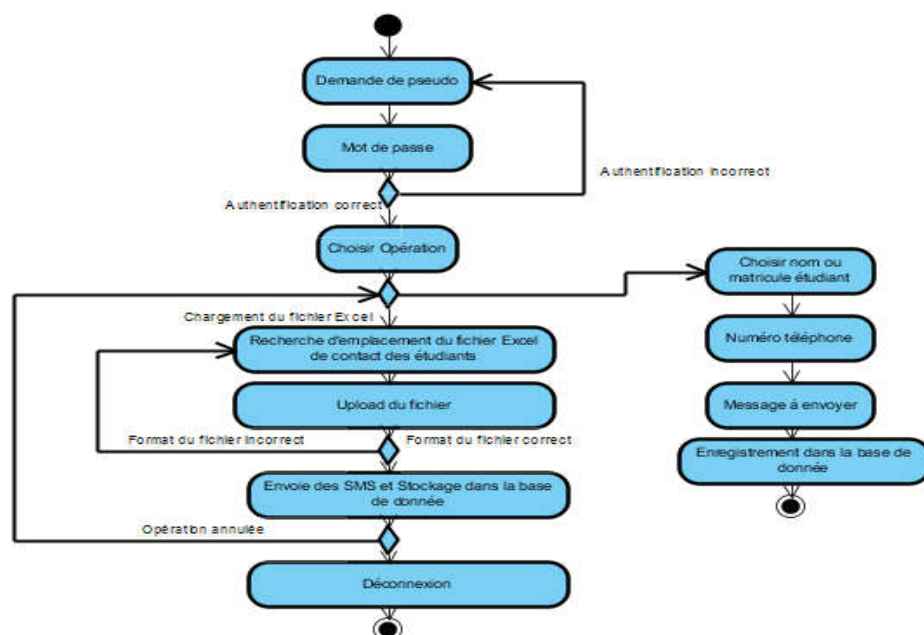 Demande de pseudo
Mot de passe
Authentification incorrect
Authentification correct
Choisir Opération
Choisir nom ou
matricule étudiant
Chargement du fichier Excel
Recherche d'emplacement du fichier Excel
de contact des étudiants
Numéro téléphone
Upload du fichier
Message à envoyer
Format du fichier incorrect
Format du fichier correct
Enregistrement dans la base de
donnée
Envoie des SMS et Stockage dans la base
de donnée
Opération annulée
Déconnexion